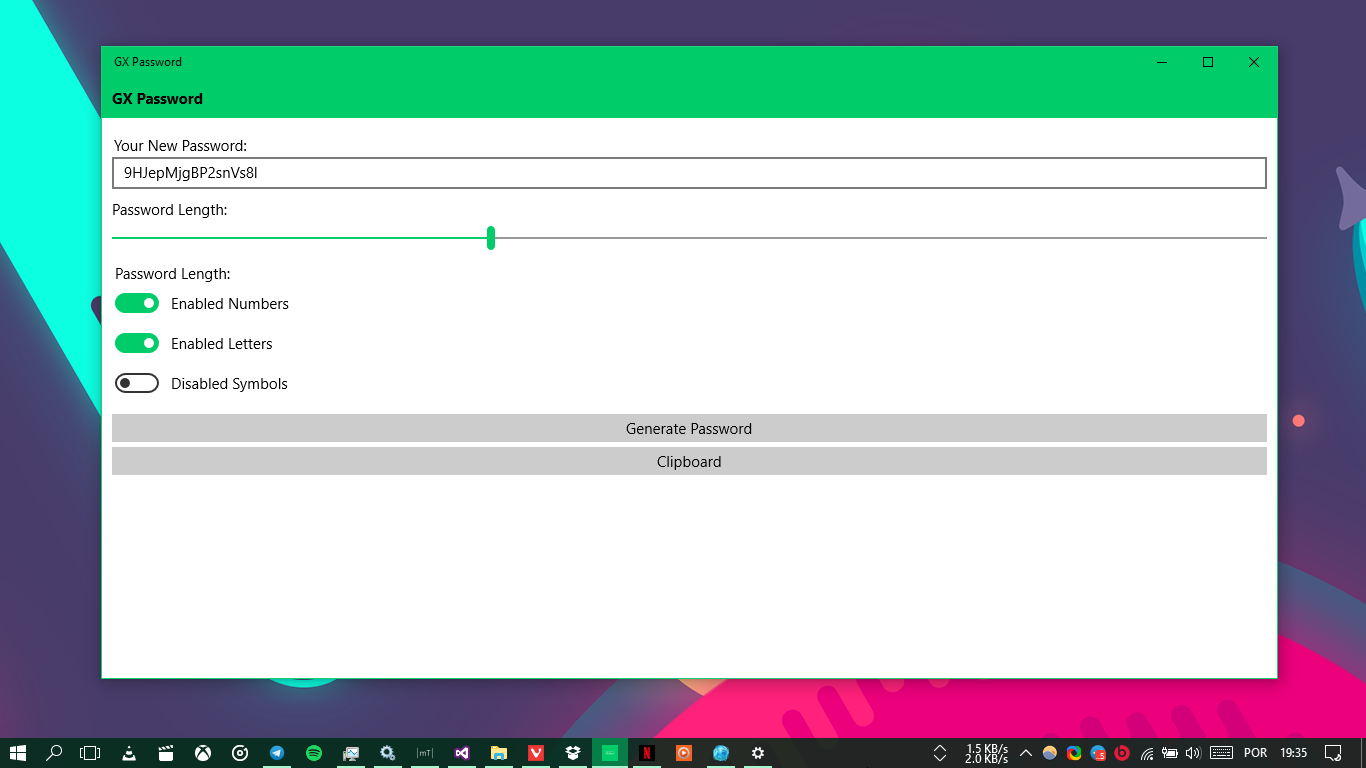 GX Password
GX Password
Your New Password:
9HJepMjgBP2snVs8l
Password Length:
Password Length:
Enabled Numbers
Enabled Letters
Disabled Symbols
Generate Password
Clipboard
1.5 KB/s
2.0 KB/s
POR
19:35